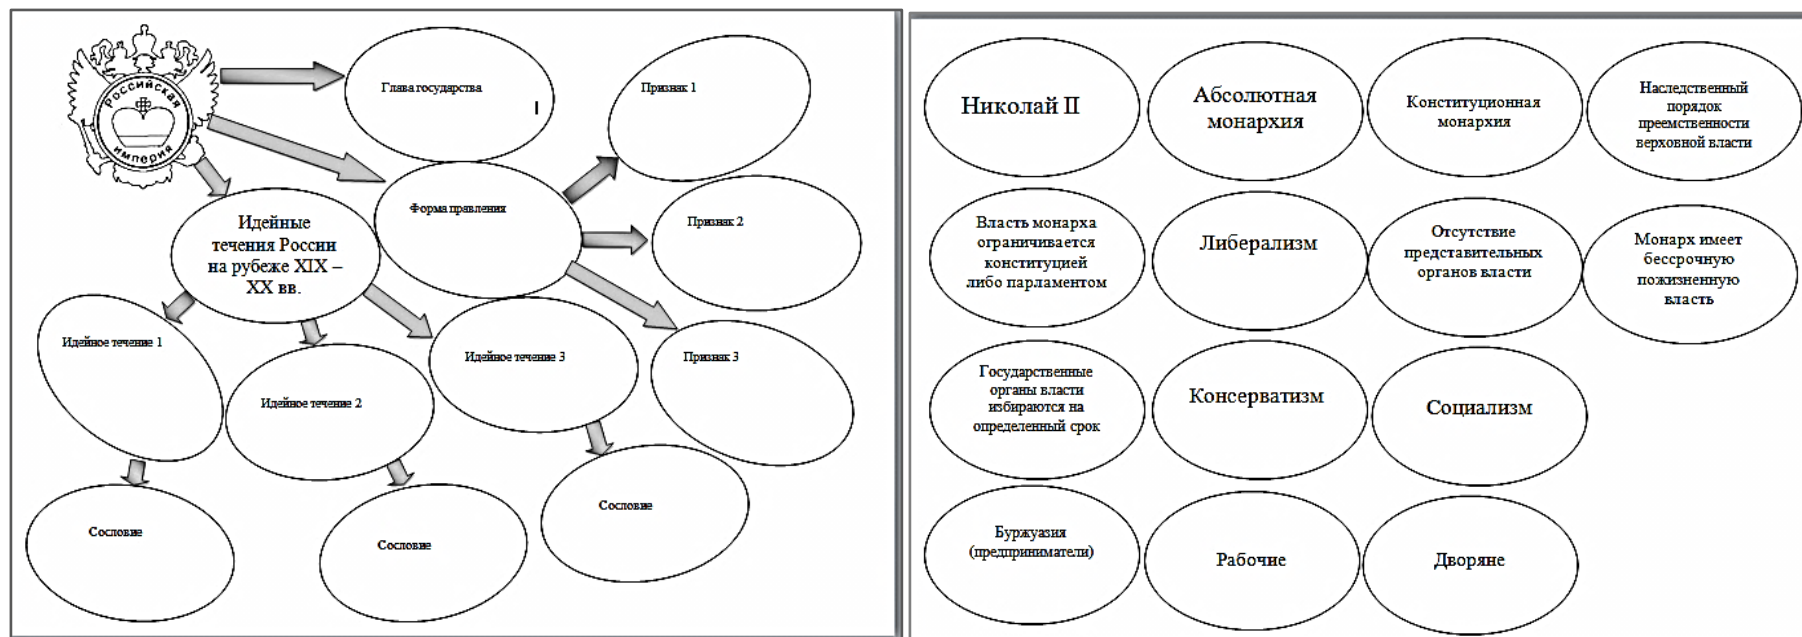 Российская
империя
Глава государства
I
Признак 1
Форма правления
Признак 2
Идейные
течения России
на рубеже XIX –
XX вв.
Идейное течение 1
Идейное течение 2
Идейное течение 3
Признак 3
Сословие
Сословие
Сословие
Николай II
Абсолютная
монархия
Конституционная
монархия
Наследственный
порядок
преемственности
верховной власти
Власть монарха
ограничивается
конституцией
либо парламентом
Либерализм
Отсутствие
представительных
органов власти
Монарх имеет
бессрочную
пожизненную
власть
Государственные
органы власти
избираются на
определенный срок
Консерватизм
Социализм
Буржуазия
(предприниматели)
Рабочие
Дворяне